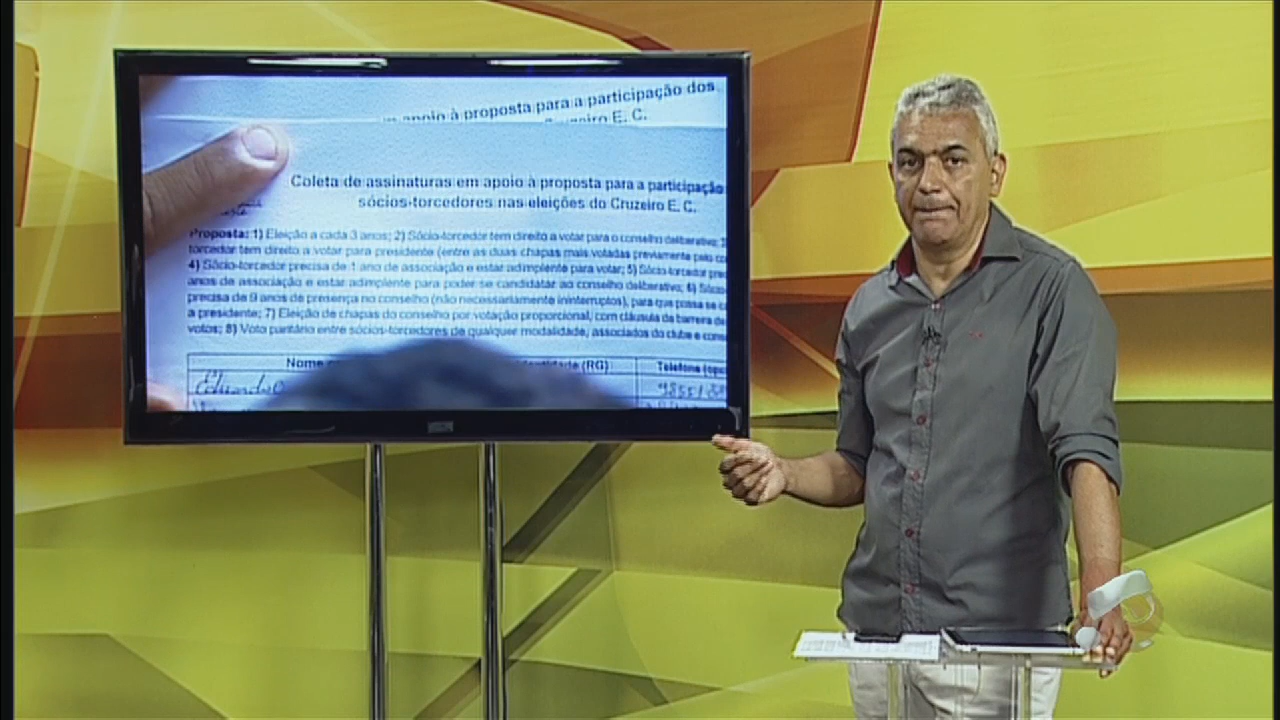 em apoio à proposta para a participação dos
Cruzeiro E. C.
Coleta de assinaturas em apoio à proposta para a participação
sócios-torcedores nas eleições do Cruzeiro E. C.
Proposta: 1) Eleição a cada 3 anos; 2) Sócio-torcedor tem direito a votar para o conselho deliberativo;
torcedor tem direito a votar para presidente (entre as duas chapas mais votadas previamente pelo
4) Sócio-torcedor precisa de 1 ano de associação e estar adimplente para votar; 5) Sócio-torcedor
anos de associação e estar adimplente para poder se candidatar ao conselho deliberativo; 6)
precisa de 9 anos de presença no conselho (não necessariamente ininterruptos), para que possa se
a presidente; 7) Eleição de chapas do conselho por votação proporcional, com cláusula de barreira de
votos; 8) Voto paritário entre sócios-torcedores de qualquer modalidade, associados do clube e
Nome (RG) Telefone
Eduardo